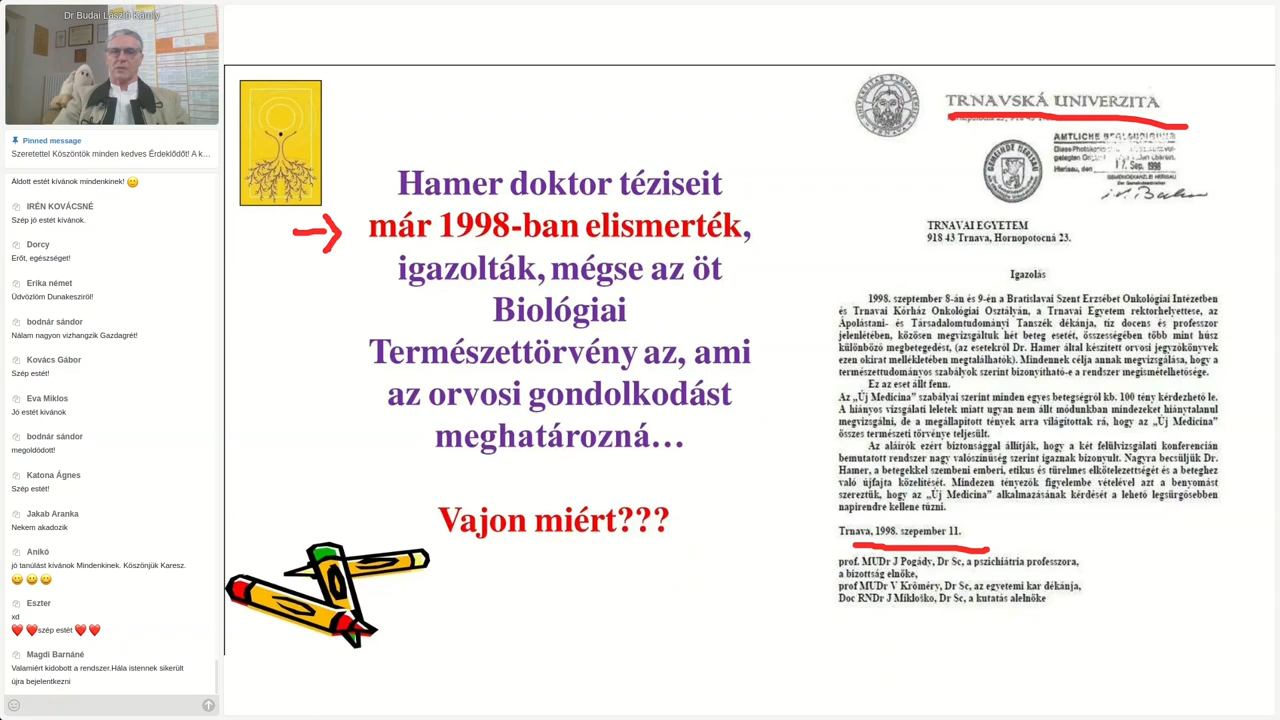 Dr Budai László Károly
Pinned message
Szeretettel Köszöntök minden kedves Érdeklődőt! A k…
Áldott estét kívánok mindenkinek!
IRÉN KOVÁCSNÉ
Szép jó estét kívánok.
Dorcy
Erőt, egészséget!
Erika német
Üdvözlöm Dunakesziröl!
bodnár sándor
Nálam nagyon vizhangzik Gazdagrét!
Kovács Gábor
Szép estét!
Eva Miklos
Jó estét kivánok
bodnár sándor
megoldódott!
Katona Ágnes
Szép estét!
Jakab Aranka
Nekem akadozik
Anikó
jó tanúlást kívánok Mindenkinek. Köszönjük Karesz.
Eszter
xd
szép estét
Magdi Barnáné
Valamiért kidobott a rendszer.Hála istennek sikerült
újra bejelentkezni
Hamer doktor téziseit
már 1998-ban elismerték,
igazolták, mégse az öt
Biológiai
Természettörvény az, ami
az orvosi gondolkodást
meghatározná…
Vajon miért???
TRNAVSKÁ UNIVERZITA
AMTLICHE BEGLAUBIGUNG
17. Sep. 1998
GEMEINDEKANZLEI HERISAU
TRNAVAI EGYETEM
918 43 Trnava, Hornopotocná 23.
Igazolás
1998. szeptember 8-án és 9-én a Bratislavai Szent Erzsébet Onkológiai Intézetben
és Trnavai Kórház Onkológiai Osztályán, a Trnavai Egyetem rektorhelyettese, az
Ápolástani- és Társadalomtudományi Tanszék dékánja, tíz docens és professzor
jelenlétében, közösen megvizsgáltuk hét beteg esetét, összességében több mint húsz
különböző megbetegedést, (az esetekről Dr. Hamer által készített orvosi jegyzőkönyvek
ezen okirat mellékletében megtalálhatók). Mindennek célja annak megvizsgálása, hogy a
természettudományos szabályok szerint bizonyítható-e a rendszer megismételhetősége.
Ez az eset állt fenn.
Az „Új Medicina” szabályai szerint minden egyes betegségről kb. 100 tény kérdezhető le.
A hiányos vizsgálati leletek miatt ugyan nem állt módunkban mindezeket hiánytalanul
megvizsgálni, de a megállapított tények arra világítottak rá, hogy az „Új Medicina”
összes természeti törvénye teljesült.
Az aláírók ezért biztonsággal állítják, hogy a két felülvizsgálati konferencián
bemutatott rendszer nagy valószínűség szerint igaznak bizonyult. Nagyra becsüljük Dr.
Hamer, a betegekkel szembeni emberi, etikus és türelmes elkötelezettségét és a beteghez
való újfajta közelítését. Mindezen tényezők figyelembe vételével azt a benyomást
szereztük, hogy az „Új Medicina” alkalmazásának kérdését a lehető legsürgősebben
napirendre kellene tűzni.
Trnava, 1998. szepember 11.
prof. MUDr J Pogády, Dr Sc, a pszichiátria professzora,
a bizottság elnöke,
prof MUDr V Krôméry, Dr Sc, az egyetemi kar dékánja,
Doc RNDr J Mikloško, Dr Sc, a kutatás alelnöke